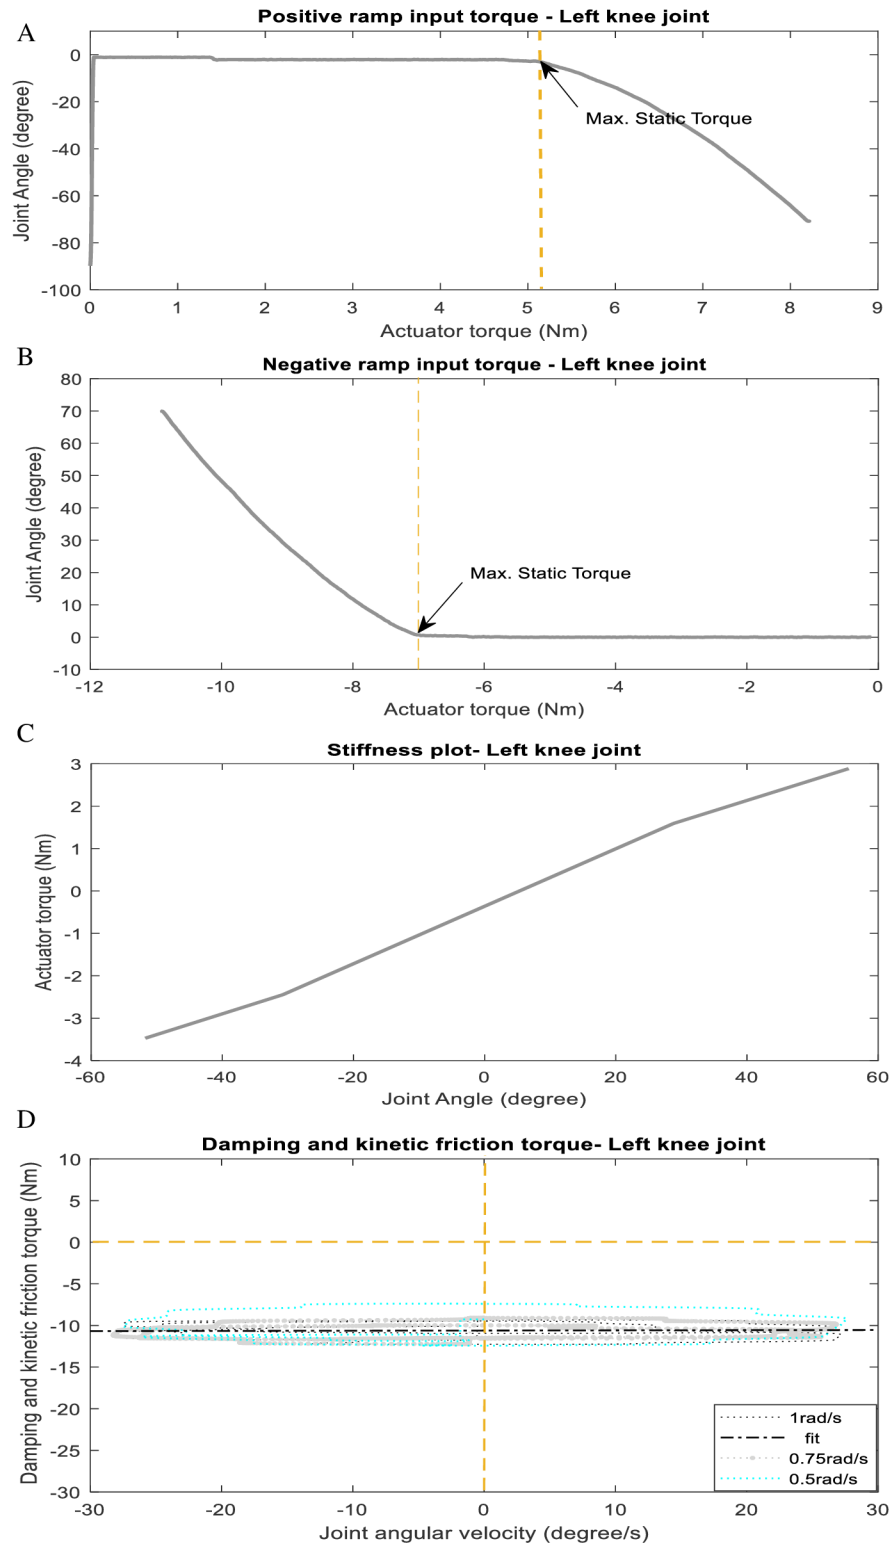 A
Positive ramp input torque - Left knee joint
Joint Angle (degree)
0
-20
-40
-60
-80
-100
Max. Static Torque
0 1 2 3 4 5 6 7 8 9
Actuator torque (Nm)
B
Negative ramp input torque - Left knee joint
Joint Angle (degree)
80
70
60
50
40
30
20
10
0
-10
Max. Static Torque
-12 -10 -8 -6 -4 -2 0
Actuator torque (Nm)
C
Stiffness plot- Left knee joint
Actuator torque (Nm)
3
2
1
0
-1
-2
-3
-4
-60 -40 -20 0 20 40 60
Joint Angle (degree)
D
Damping and kinetic friction torque- Left knee joint
Damping and kinetic friction torque (Nm)
10
5
0
-5
-10
-15
-20
-25
-30
1rad/s
fit
0.75rad/s
0.5rad/s
-30 -20 -10 0 10 20 30
Joint angular velocity (degree/s)